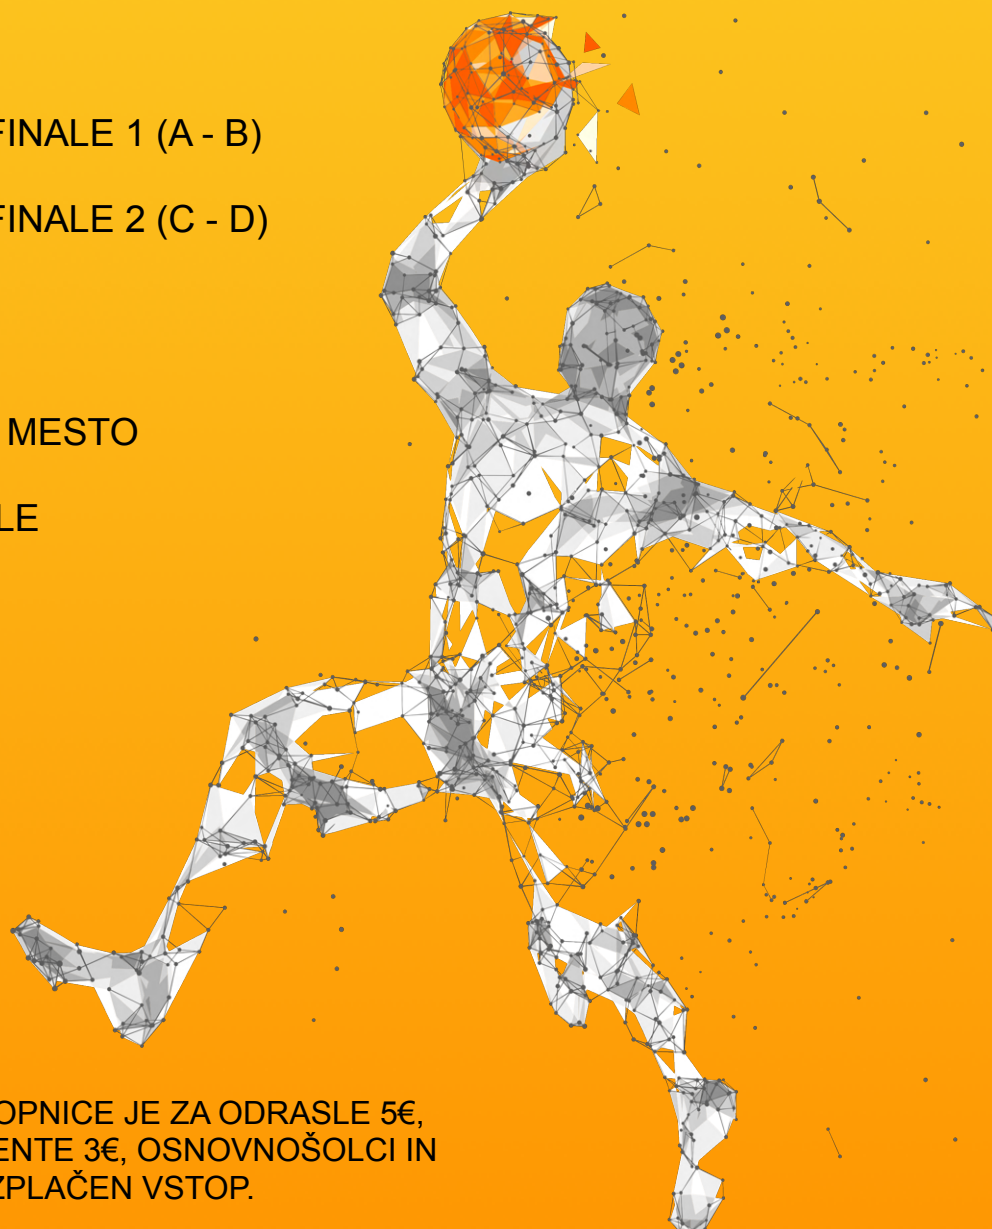 FINALE 1 (A - B)
FINALE 2 (C - D)
MESTO
LE
OPNICE JE ZA ODRASLE 5€,
ENTE 3€, OSNOVNOŠOLCI IN
ZPLAČEN VSTOP.